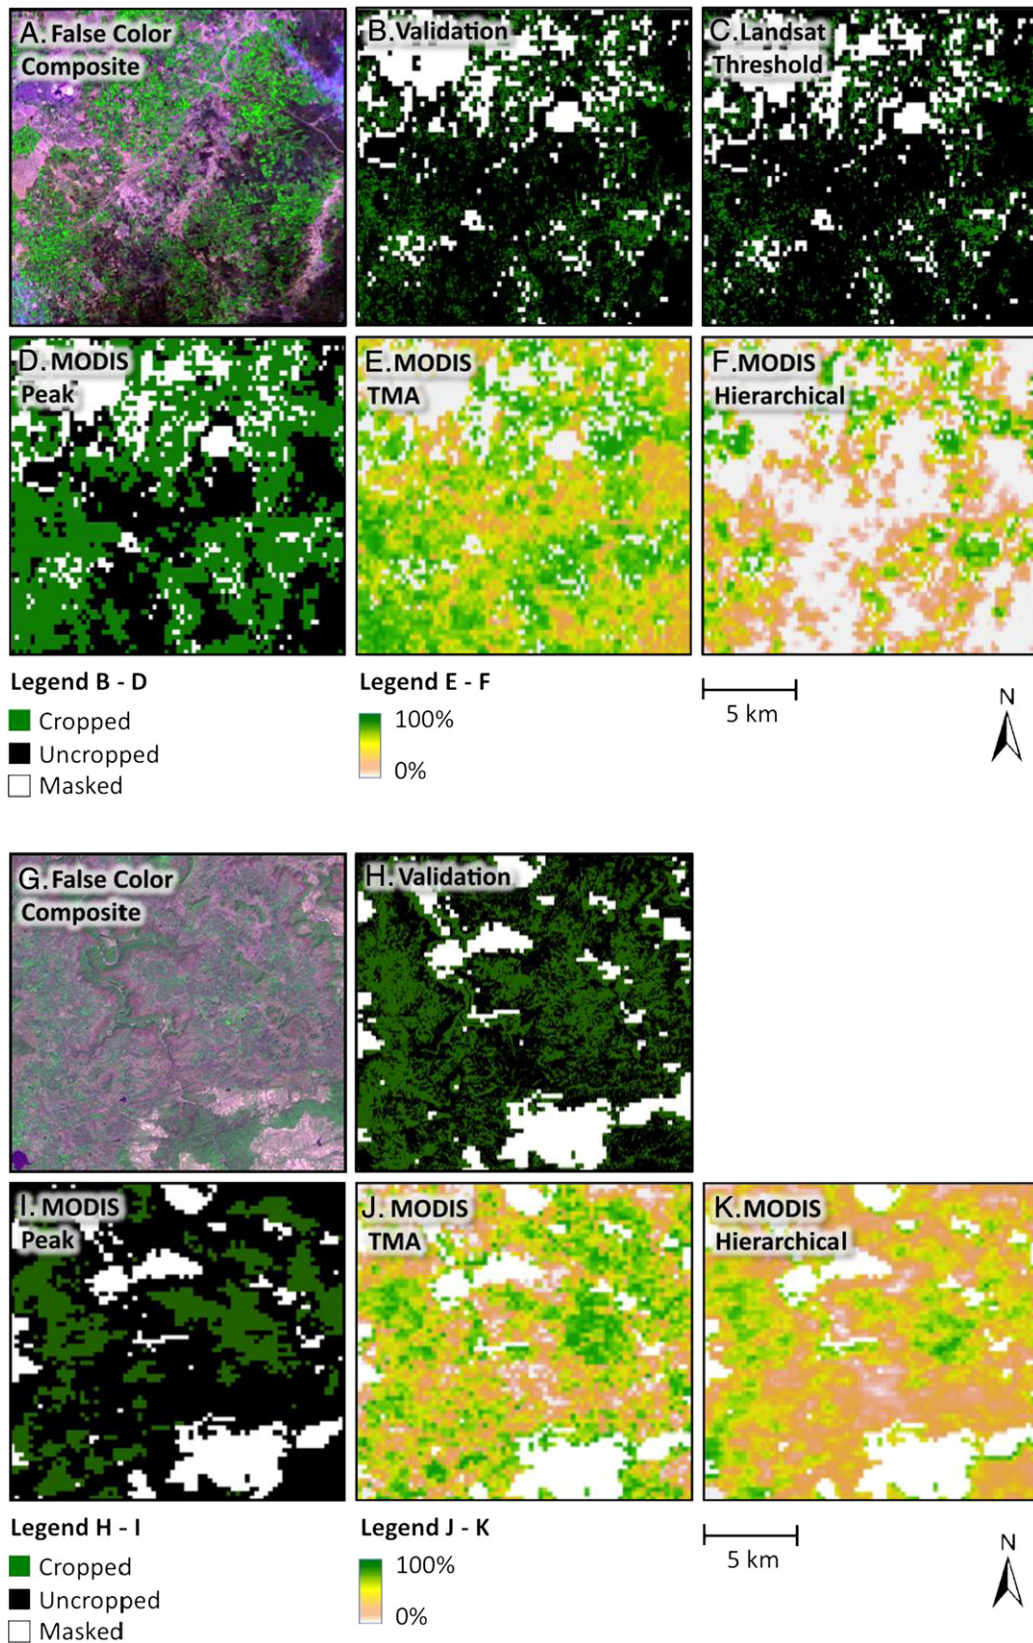 A. False Color
Composite
B. Validation
C. Landsat
Threshold
D. MODIS
Peak
E. MODIS
TMA
F. MODIS
Hierarchical
Legend B - D
Cropped
Uncropped
Masked
Legend E - F
100%
0%
5 km
N
G. False Color
Composite
H. Validation
I. MODIS
Peak
J. MODIS
TMA
K. MODIS
Hierarchical
Legend H - I
Cropped
Uncropped
Masked
Legend J - K
100%
0%
5 km
N